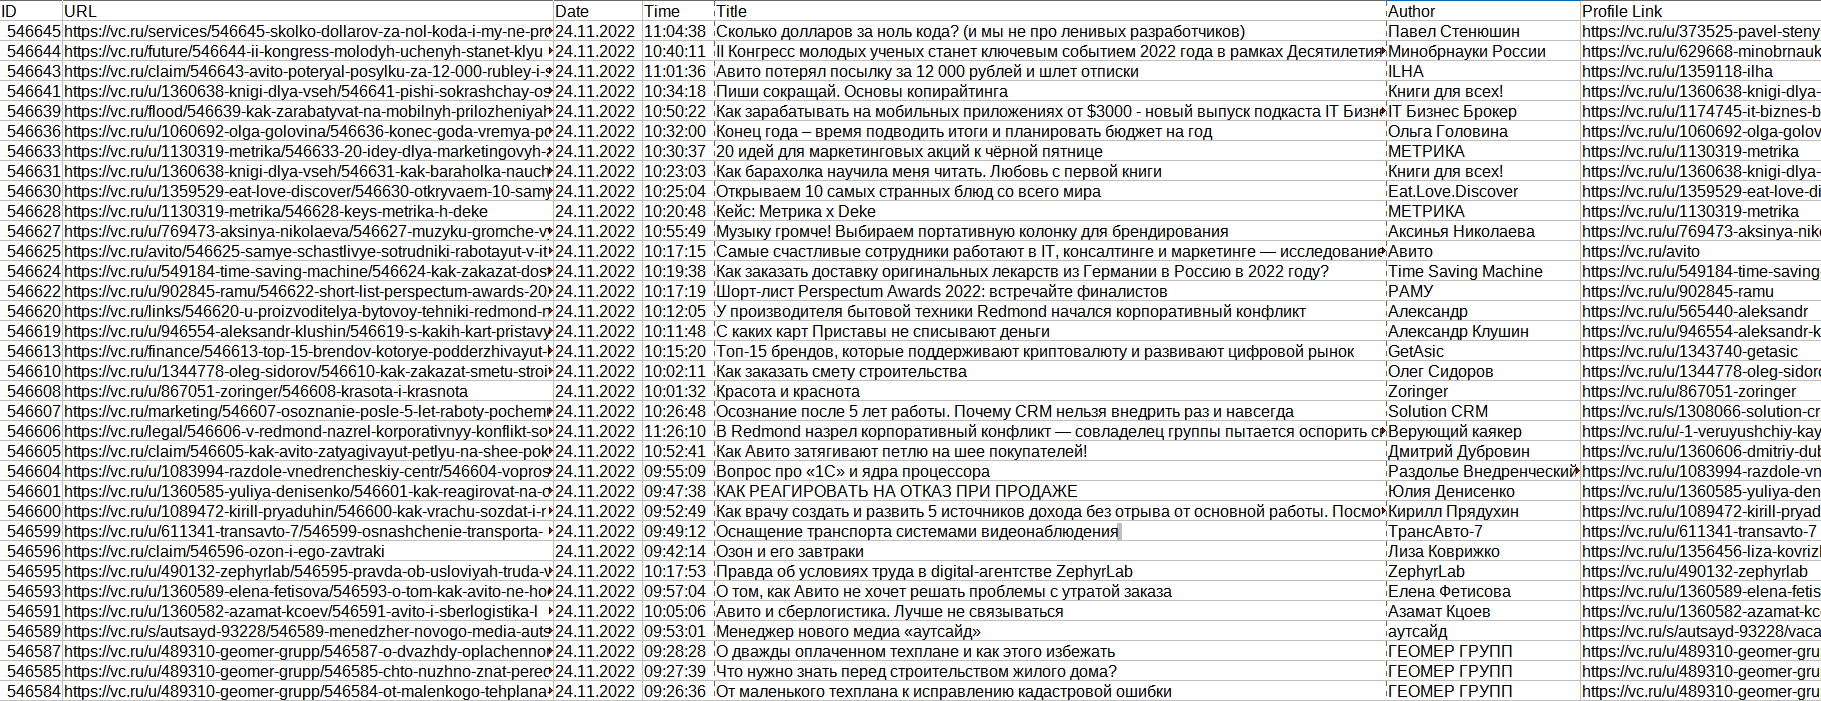 ID URL Date Time Title Author Profile Link
546645 https://vc.ru/services/546645-skolko-dollarov-za-nol-koda-i-my-ne-pro 24.11.2022 11:04:38 Сколько долларов за ноль кода? (и мы не про ленивых разработчиков) Павел Стенюшин https://vc.ru/u/373525-pavel-steny
546644 https://vc.ru/future/546644-ii-kongress-molodyh-uchenyh-stanet-klyu 24.11.2022 10:40:11 II Конгресс молодых ученых станет ключевым событием 2022 года в рамках Десятилетия Минобрнауки России https://vc.ru/u/629668-minobrnauk
546643 https://vc.ru/claim/546643-avito-poteryal-posylku-za-12-000-rubley-i-s 24.11.2022 11:01:36 Авито потерял посылку за 12 000 рублей и шлет отписки ILHA https://vc.ru/u/1359118-ilha
546641 https://vc.ru/u/1360638-knigi-dlya-vseh/546641-pishi-sokrashchay-os 24.11.2022 10:34:18 Пиши сокращай. Основы копирайтинга Книги для всех! https://vc.ru/u/1360638-knigi-dlya-
546639 https://vc.ru/flood/546639-kak-zarabatyvat-na-mobilnyh-prilozheniyah 24.11.2022 10:50:22 Как зарабатывать на мобильных приложениях от $3000 - новый выпуск подкаста IT Бизн IT Бизнес Брокер https://vc.ru/u/1174745-it-biznes-b
546636 https://vc.ru/u/1060692-olga-golovina/546636-konec-goda-vremya-po 24.11.2022 10:32:00 Конец года – время подводить итоги и планировать бюджет на год Ольга Головина https://vc.ru/u/1060692-olga-golov
546633 https://vc.ru/u/1130319-metrika/546633-20-idey-dlya-marketingovyh- 24.11.2022 10:30:37 20 идей для маркетинговых акций к чёрной пятнице МЕТРИКА https://vc.ru/u/1130319-metrika
546631 https://vc.ru/u/1360638-knigi-dlya-vseh/546631-kak-baraholka-nauch 24.11.2022 10:23:03 Как барахолка научила меня читать. Любовь с первой книги Книги для всех! https://vc.ru/u/1360638-knigi-dlya-
546630 https://vc.ru/u/1359529-eat-love-discover/546630-otkryvaem-10-samy 24.11.2022 10:25:04 Открываем 10 самых странных блюд со всего мира Eat.Love.Discover https://vc.ru/u/1359529-eat-love-di
546628 https://vc.ru/u/1130319-metrika/546628-keys-metrika-h-deke 24.11.2022 10:20:48 Кейс: Метрика x Deke МЕТРИКА https://vc.ru/u/1130319-metrika
546627 https://vc.ru/u/769473-aksinya-nikolaeva/546627-muzyku-gromche-v 24.11.2022 10:55:49 Музыку громче! Выбираем портативную колонку для брендирования Аксинья Николаева https://vc.ru/u/769473-aksinya-niko
546625 https://vc.ru/avito/546625-samye-schastlivye-sotrudniki-rabotayut-v-it 24.11.2022 10:17:15 Самые счастливые сотрудники работают в IT, консалтинге и маркетинге — исследование Авито https://vc.ru/avito
546624 https://vc.ru/u/549184-time-saving-machine/546624-kak-zakazat-dos 24.11.2022 10:19:38 Как заказать доставку оригинальных лекарств из Германии в Россию в 2022 году? Time Saving Machine https://vc.ru/u/549184-time-saving-
546622 https://vc.ru/u/902845-ramu/546622-short-list-perspectum-awards-20 24.11.2022 10:17:19 Шорт-лист Perspectum Awards 2022: встречайте финалистов РАМУ https://vc.ru/u/902845-ramu
546620 https://vc.ru/links/546620-u-proizvoditelya-bytovoy-tehniki-redmond-n 24.11.2022 10:12:05 У производителя бытовой техники Redmond начался корпоративный конфликт Александр https://vc.ru/u/565440-aleksandr
546619 https://vc.ru/u/946554-aleksandr-klushin/546619-s-kakih-kart-pristavy 24.11.2022 10:11:48 С каких карт Приставы не списывают деньги Александр Клушин https://vc.ru/u/946554-aleksandr-k
546613 https://vc.ru/finance/546613-top-15-brendov-kotorye-podderzhivayut- 24.11.2022 10:15:20 Топ-15 брендов, которые поддерживают криптовалюту и развивают цифровой рынок GetAsic https://vc.ru/u/1343740-getasic
546610 https://vc.ru/u/1344778-oleg-sidorov/546610-kak-zakazat-smetu-stroi 24.11.2022 10:02:11 Как заказать смету строительства Олег Сидоров https://vc.ru/u/1344778-oleg-sidoro
546608 https://vc.ru/u/867051-zoringer/546608-krasota-i-krasnota 24.11.2022 10:01:32 Красота и краснота Zoringer https://vc.ru/u/867051-zoringer
546607 https://vc.ru/marketing/546607-osoznanie-posle-5-let-raboty-pochemu 24.11.2022 10:26:48 Осознание после 5 лет работы. Почему CRM нельзя внедрить раз и навсегда Solution CRM https://vc.ru/s/1308066-solution-cr
546606 https://vc.ru/legal/546606-v-redmond-nazrel-korporativnyy-konflikt-so 24.11.2022 11:26:10 В Redmond назрел корпоративный конфликт — совладелец группы пытается оспорить с Верующий каякер https://vc.ru/u/-1-veruyushchiy-kay
546605 https://vc.ru/claim/546605-kak-avito-zatyagivayut-petlyu-na-shee-pok 24.11.2022 10:52:41 Как Авито затягивают петлю на шее покупателей! Дмитрий Дубровин https://vc.ru/u/1360606-dmitriy-dub
546604 https://vc.ru/u/1083994-razdole-vnedrencheskiy-centr/546604-vopros 24.11.2022 09:55:09 Вопрос про «1С» и ядра процессора Раздолье Внедренческий https://vc.ru/u/1083994-razdole-vn
546601 https://vc.ru/u/1360585-yuliya-denisenko/546601-kak-reagirovat-na-o 24.11.2022 09:47:38 КАК РЕАГИРОВАТЬ НА ОТКАЗ ПРИ ПРОДАЖЕ Юлия Денисенко https://vc.ru/u/1360585-yuliya-den
546600 https://vc.ru/u/1089472-kirill-pryaduhin/546600-kak-vrachu-sozdat-i-r 24.11.2022 09:52:49 Как врачу создать и развить 5 источников дохода без отрыва от основной работы. Посмо Кирилл Прядухин https://vc.ru/u/1089472-kirill-pryad
546599 https://vc.ru/u/611341-transavto-7/546599-osnashchenie-transporta- 24.11.2022 09:49:12 Оснащение транспорта системами видеонаблюдения ТрансАвто-7 https://vc.ru/u/611341-transavto-7
546596 https://vc.ru/claim/546596-ozon-i-ego-zavtraki 24.11.2022 09:42:14 Озон и его завтраки Лиза Коврижко https://vc.ru/u/1356456-liza-kovrizl
546595 https://vc.ru/u/490132-zephyrlab/546595-pravda-ob-usloviyah-truda-v 24.11.2022 10:17:53 Правда об условиях труда в digital-агентстве ZephyrLab ZephyrLab https://vc.ru/u/490132-zephyrlab
546593 https://vc.ru/u/1360589-elena-fetisova/546593-o-tom-kak-avito-ne-ho 24.11.2022 09:57:04 О том, как Авито не хочет решать проблемы с утратой заказа Елена Фетисова https://vc.ru/u/1360589-elena-fetis
546591 https://vc.ru/u/1360582-azamat-kcoev/546591-avito-i-sberlogistika-l 24.11.2022 10:05:06 Авито и сберлогистика. Лучше не связываться Азамат Кцоев https://vc.ru/u/1360582-azamat-kc
546589 https://vc.ru/s/autsayd-93228/546589-menedzher-novogo-media-auts 24.11.2022 09:53:01 Менеджер нового медиа «аутсайд» аутсайд https://vc.ru/s/autsayd-93228/vaca
546587 https://vc.ru/u/489310-geomer-grupp/546587-o-dvazhdy-oplachennor 24.11.2022 09:28:28 О дважды оплаченном техплане и как этого избежать ГЕОМЕР ГРУПП https://vc.ru/u/489310-geomer-gru
546585 https://vc.ru/u/489310-geomer-grupp/546585-chto-nuzhno-znat-pered 24.11.2022 09:27:39 Что нужно знать перед строительством жилого дома? ГЕОМЕР ГРУПП https://vc.ru/u/489310-geomer-gru
546584 https://vc.ru/u/489310-geomer-grupp/546584-ot-malenkogo-tehplana 24.11.2022 09:26:36 От маленького техплана к исправлению кадастровой ошибки ГЕОМЕР ГРУПП https://vc.ru/u/489310-geomer-gru